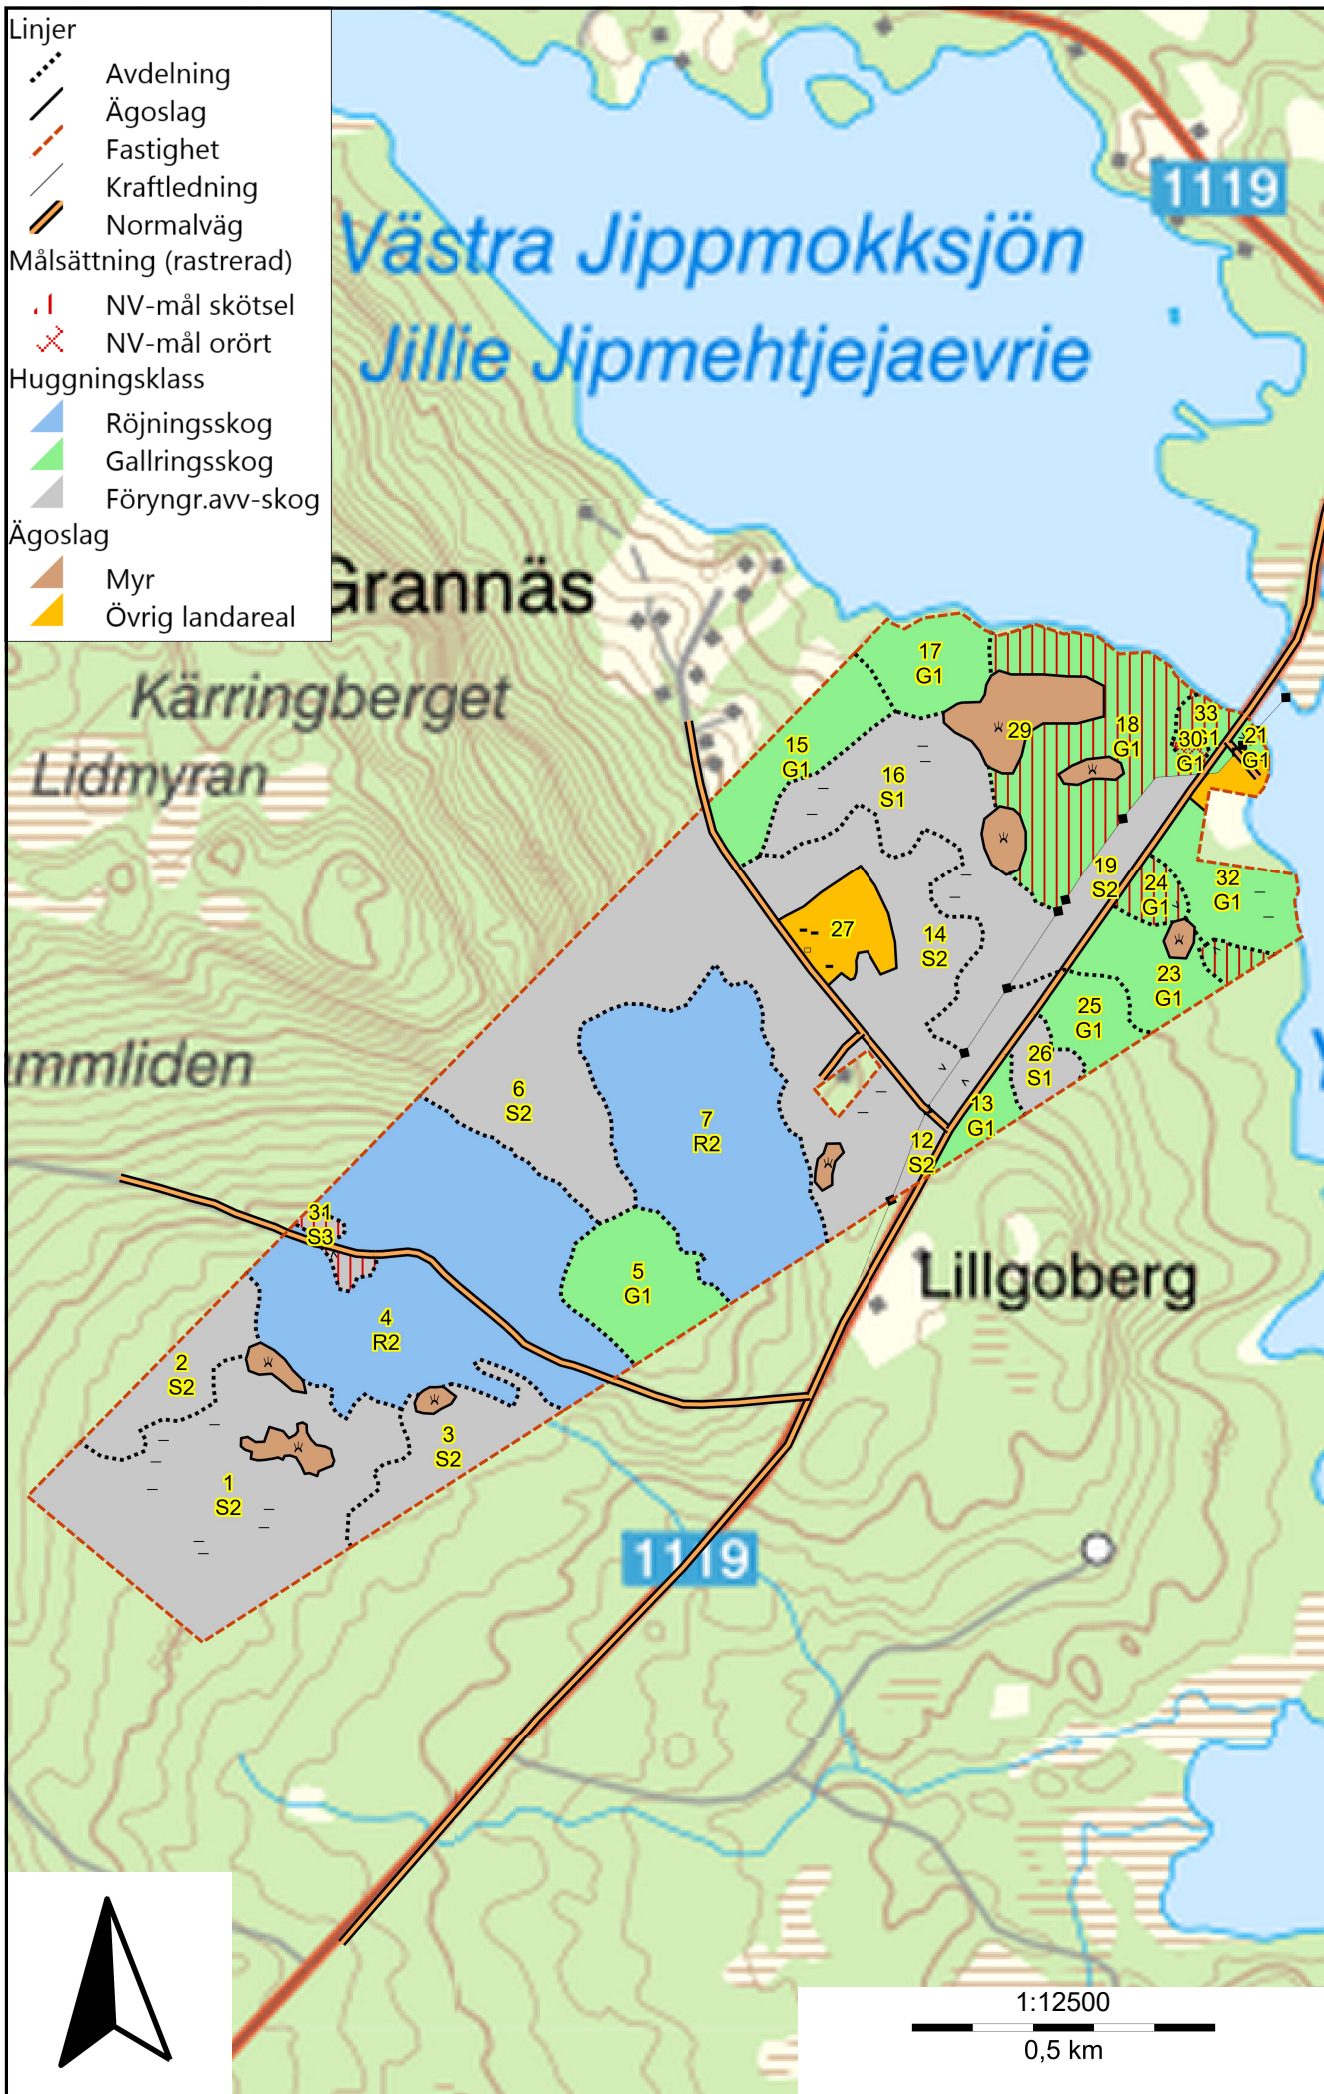 Linjer
Avdelning
Ägoslag
Fastighet
Kraftledning
Normalväg
Målsättning (rastrerad)
NV-mål skötsel
NV-mål orört
Huggningsklass
Röjningsskog
Gallringsskog
Föryngr.avv-skog
Ägoslag
Myr
Övrig landareal
1119
Västra Jippmokksjön
Jillie Jipmehtjejaevrie
Grannäs
Kärringberget
Lidmyran
17
G1
15
G1
16
S1
29
18
G1
33
G1
30
G1
21
G1
19
S2
24
G1
32
G1
27
14
S2
23
G1
25
G1
26
S1
ammliden
6
S2
7
R2
13
G1
12
S2
31
S3
5
G1
Lillgoberg
4
R2
2
S2
3
S2
1
S2
1119
1:12500
0,5 km